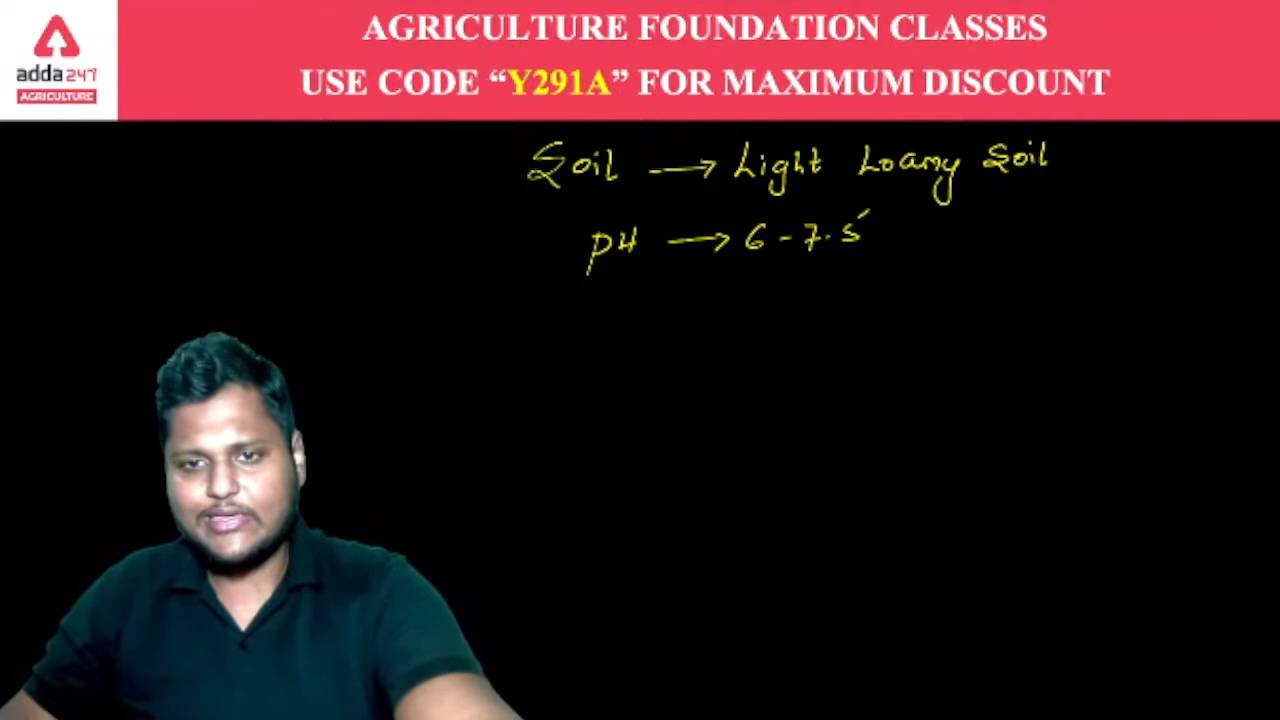 AGRICULTURE FOUNDATION CLASSES
USE CODE “Y291A” FOR MAXIMUM DISCOUNT
adda247
AGRICULTURE
Soil → Light Loamy Soil
pH → 6-7.5